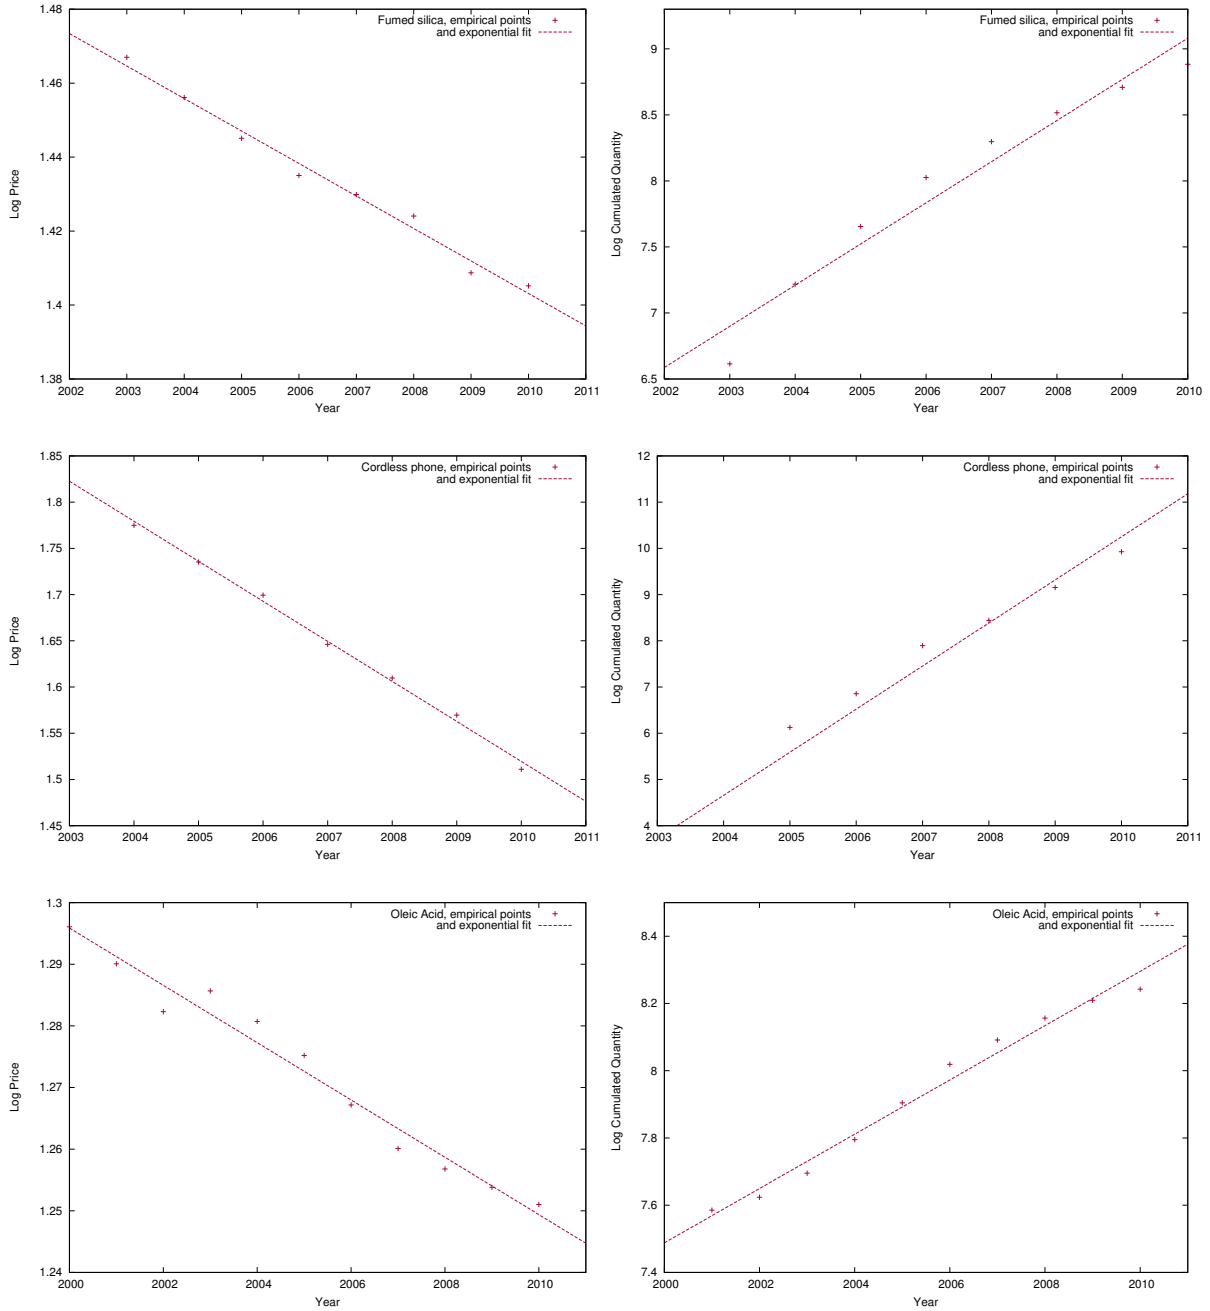 Fumed silica, empirical points
and exponential fit
1.48
1.46
1.44
1.42
1.4
1.38
Log Price
2002 2003 2004 2005 2006 2007 2008 2009 2010 2011
Year
Fumed silica, empirical points
and exponential fit
9
8.5
8
7.5
7
6.5
Log Cumulated Quantity
2002 2003 2004 2005 2006 2007 2008 2009 2010
Year
Cordless phone, empirical points
and exponential fit
1.85
1.8
1.75
1.7
1.65
1.6
1.55
1.5
1.45
Log Price
2003 2004 2005 2006 2007 2008 2009 2010 2011
Year
Cordless phone, empirical points
and exponential fit
12
11
10
9
8
7
6
5
4
Log Cumulated Quantity
2003 2004 2005 2006 2007 2008 2009 2010 2011
Year
Oleic Acid, empirical points
and exponential fit
1.3
1.29
1.28
1.27
1.26
1.25
1.24
Log Price
2000 2002 2004 2006 2008 2010
Year
Oleic Acid, empirical points
and exponential fit
8.4
8.2
8
7.8
7.6
7.4
Log Cumulated Quantity
2000 2002 2004 2006 2008 2010
Year